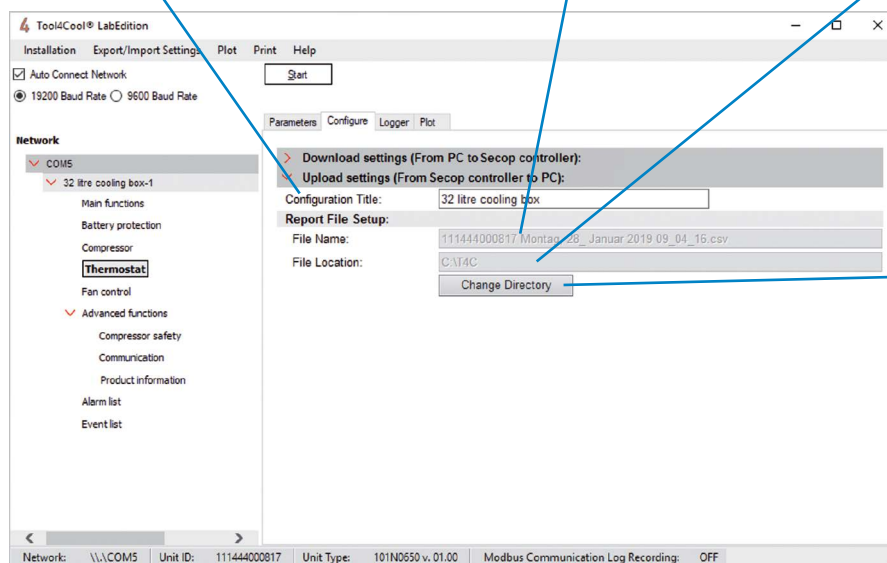 Tool4Cool® LabEdition
Installation Export/Import Settings Plot Print Help
Auto Connect Network
Start
19200 Baud Rate 9600 Baud Rate
Parameters Configure Logger Plot
Network
COM5
32 litre cooling box-1
Main functions
Battery protection
Compressor
Thermostat
Fan control
Advanced functions
Compressor safety
Communication
Product information
Alarm list
Event list
Download settings (From PC to Secop controller):
Upload settings (From Secop controller to PC):
Configuration Title: 32 litre cooling box
Report File Setup:
File Name: 111444000817 Montag, 28_ Januar 2019 09_04_16.csv
File Location: C:\T4C
Change Directory
Network: \\.\COM5 Unit ID: 111444000817 Unit Type: 101N0650 v. 01.00 Modbus Communication Log Recording: OFF